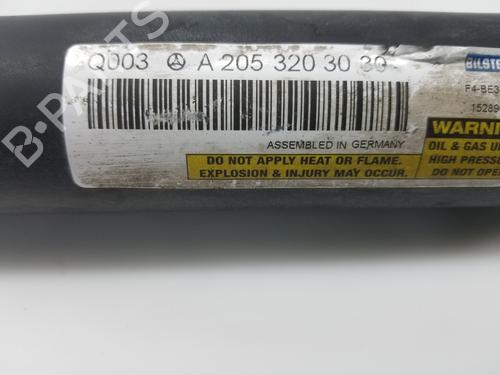 Q003 A 205 320 30 30
ASSEMBLED IN GERMANY
DO NOT APPLY HEAT OR FLAME.
EXPLOSION & INJURY MAY OCCUR.
BILSTE
F4-BE3
15289
WARNIN
OIL & GAS U
HIGH PRESSU
DO NOT OPE
B-PARTS